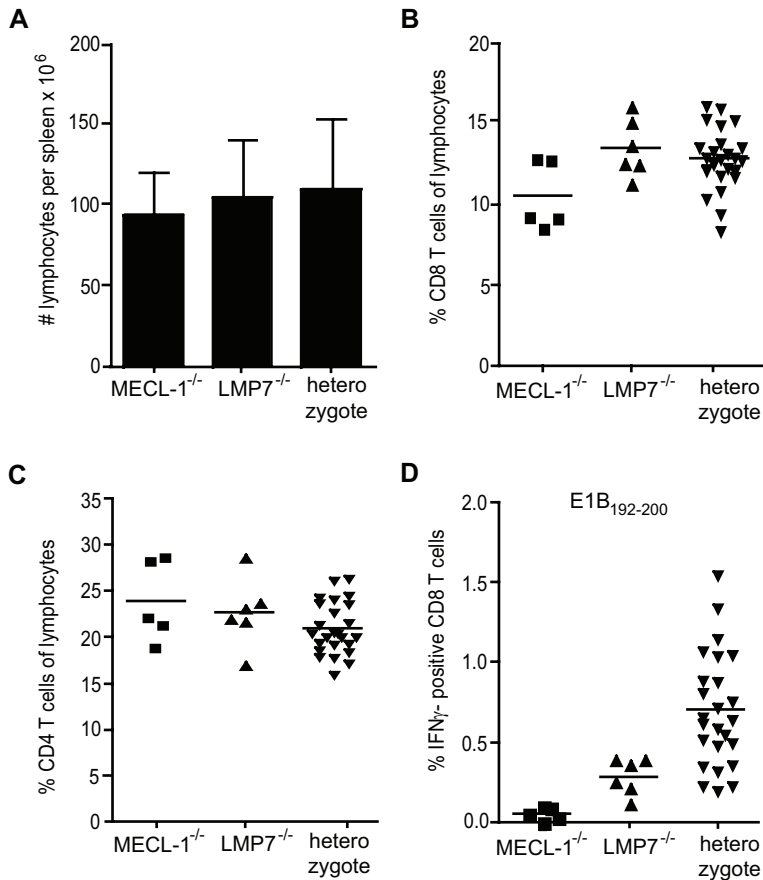 A
# lymphocytes per spleen x 10⁶
200
150
100
50
0
MECL-1⁻/⁻
LMP7⁻/⁻
hetero
zygote
B
% CD8 T cells of lymphocytes
20
15
10
5
0
MECL-1⁻/⁻
LMP7⁻/⁻
hetero
zygote
C
% CD4 T cells of lymphocytes
35
30
25
20
15
10
5
0
MECL-1⁻/⁻
LMP7⁻/⁻
hetero
zygote
D
E1B₁₉₂₋₂₀₀
% IFNγ- positive CD8 T cells
2.0
1.5
1.0
0.5
0.0
MECL-1⁻/⁻
LMP7⁻/⁻
hetero
zygote